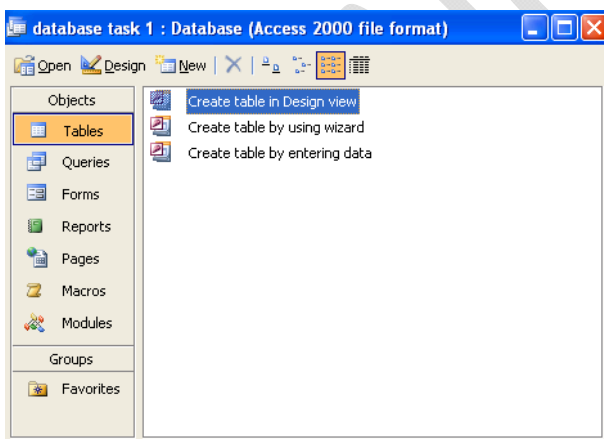 database task 1 : Database (Access 2000 file format)
Open Design New
Objects
Tables
Queries
Forms
Reports
Pages
Macros
Modules
Groups
Favorites
Create table in Design view
Create table by using wizard
Create table by entering data